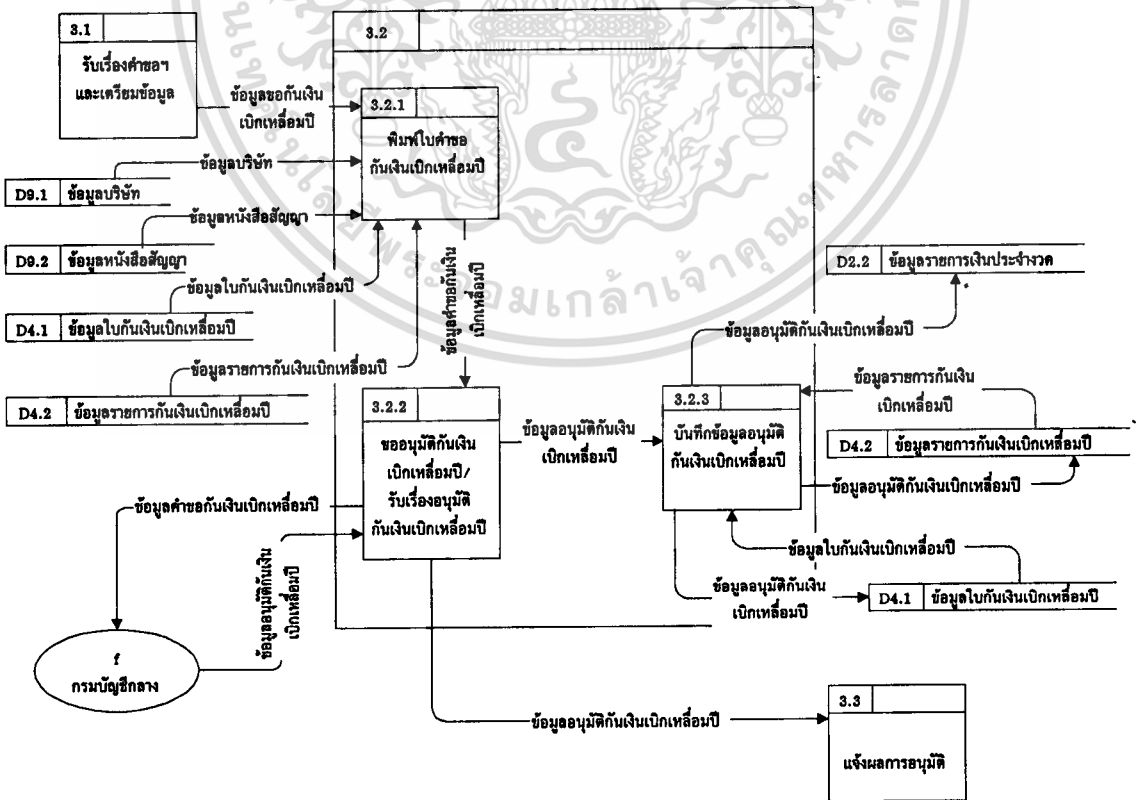 3.1
รับเรื่องคำขอฯ
และเตรียมข้อมูล
ข้อมูลขอกันเงิน
เบิกเหลื่อมปี
3.2
3.2.1
พิมพ์ใบคำขอ
กันเงินเบิกเหลื่อมปี
ข้อมูลบริษัท
D9.1 ข้อมูลบริษัท
ข้อมูลหนังสือสัญญา
D9.2 ข้อมูลหนังสือสัญญา
ข้อมูลใบกันเงินเบิกเหลื่อมปี
D4.1 ข้อมูลใบกันเงินเบิกเหลื่อมปี
ข้อมูลรายการกันเงินเบิกเหลื่อมปี
D4.2 ข้อมูลรายการกันเงินเบิกเหลื่อมปี
ข้อมูลคำขอกันเงิน
เบิกเหลื่อมปี
D2.2 ข้อมูลรายการเงินประจำงวด
ข้อมูลอนุมัติกันเงินเบิกเหลื่อมปี
3.2.2
ขออนุมัติกันเงิน
เบิกเหลื่อมปี/
รับเรื่องอนุมัติ
กันเงินเบิกเหลื่อมปี
ข้อมูลอนุมัติกันเงิน
เบิกเหลื่อมปี
3.2.3
บันทึกข้อมูลอนุมัติ
กันเงินเบิกเหลื่อมปี
ข้อมูลรายการกันเงิน
เบิกเหลื่อมปี
D4.2 ข้อมูลรายการกันเงินเบิกเหลื่อมปี
ข้อมูลอนุมัติกันเงินเบิกเหลื่อมปี
ข้อมูลใบกันเงินเบิกเหลื่อมปี
ข้อมูลอนุมัติกันเงิน
เบิกเหลื่อมปี
D4.1 ข้อมูลใบกันเงินเบิกเหลื่อมปี
ข้อมูลคำขอกันเงินเบิกเหลื่อมปี
ข้อมูลอนุมัติกันเงิน
เบิกเหลื่อมปี
f
กรมบัญชีกลาง
ข้อมูลอนุมัติกันเงินเบิกเหลื่อมปี
3.3
แจ้งผลการอนุมัติ